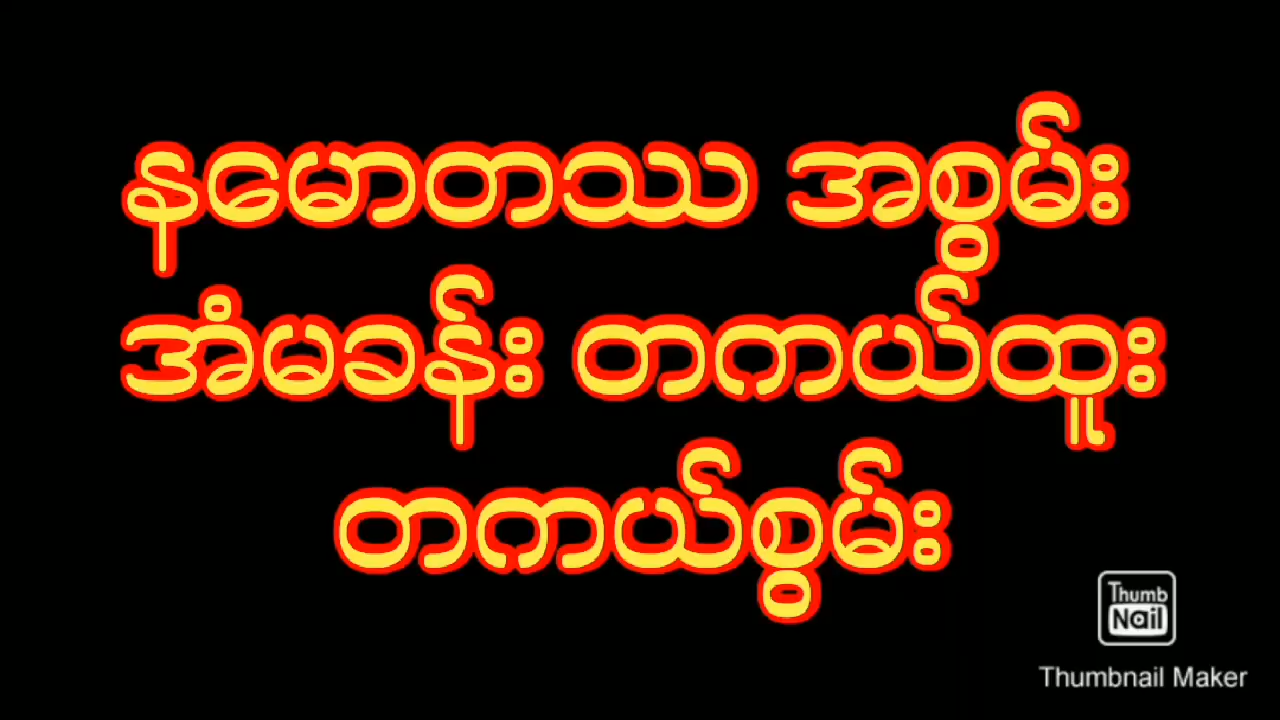 နမောတဿ အစွမ်း
အံမခန်း တကယ်ထူး
တကယ်စွမ်း
Thumb
Nail
Thumbnail Maker